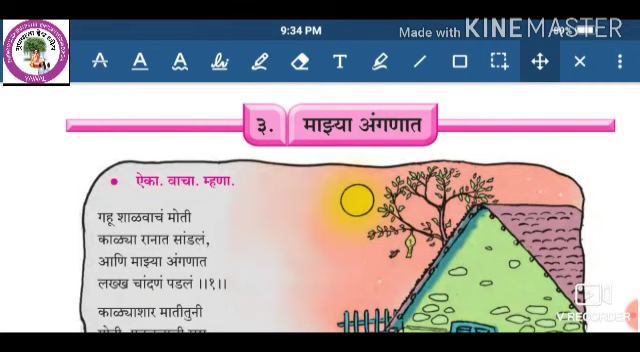 9:34 PM
Made with KINEMASTER
३. माझ्या अंगणात
• ऐका. वाचा. म्हणा.
गहू शाळवाचं मोती
काळ्या रानात सांडलं,
आणि माझ्या अंगणात
लख्ख चांदणं पडलं ।।१।।
काळ्याशार मातीतुनी
V RECORDER